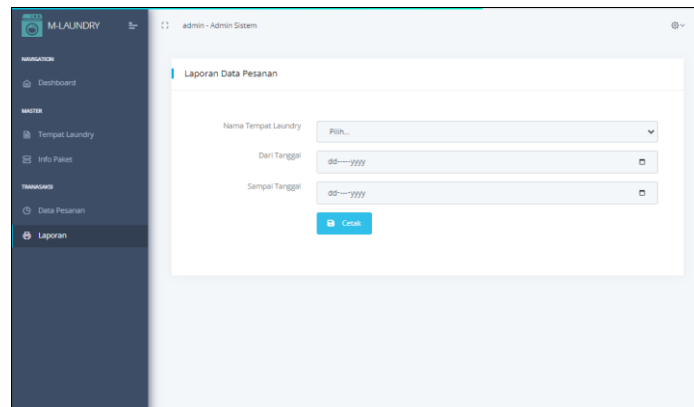 M-LAUNDRY
admin - Admin Sistem
NAVIGATION
Dashboard
MASTER
Tempat Laundry
Info Paket
TRANASAKSI
Data Pesanan
Laporan
Laporan Data Pesanan
Nama Tempat Laundry
Pilih...
Dari Tanggal
dd-----yyyy
Sampai Tanggal
dd-----yyyy
Cetak